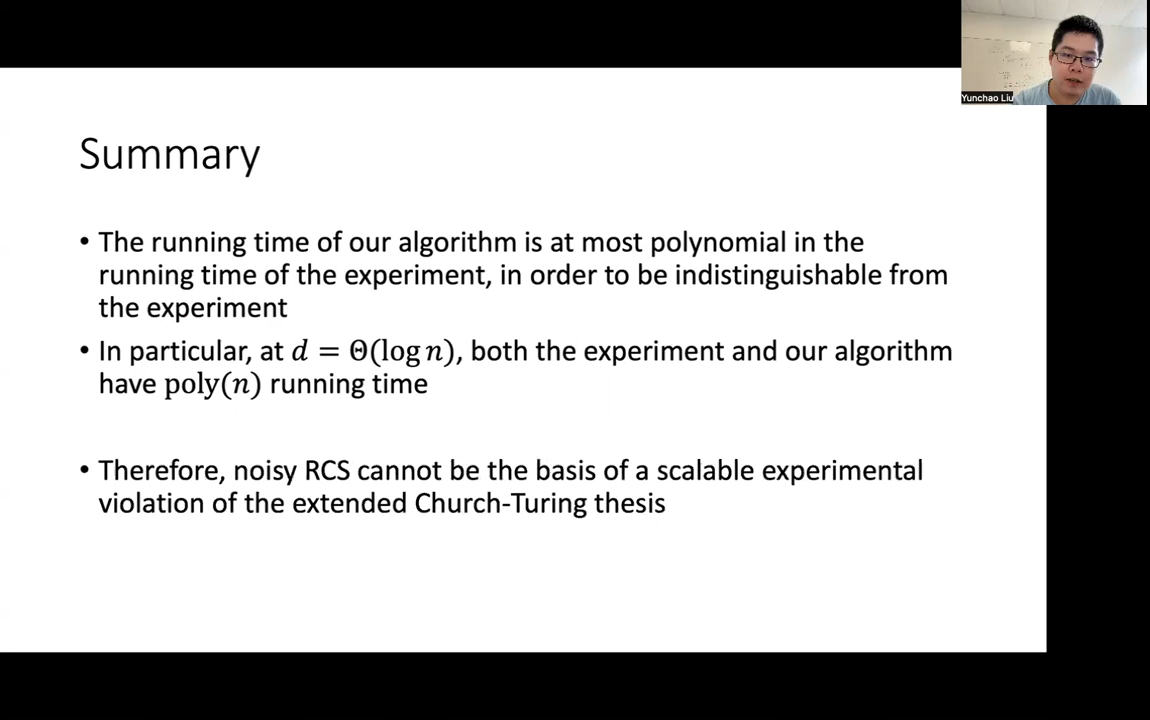 Yunchao Liu
Summary
• The running time of our algorithm is at most polynomial in the
running time of the experiment, in order to be indistinguishable from
the experiment
• In particular, at d = Θ(log n), both the experiment and our algorithm
have poly(n) running time
• Therefore, noisy RCS cannot be the basis of a scalable experimental
violation of the extended Church-Turing thesis